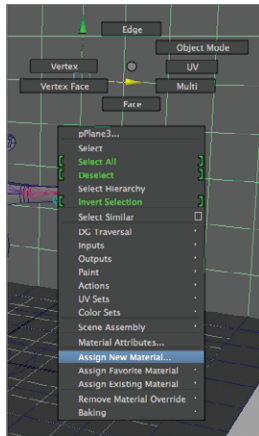 Edge
Object Mode
Vertex
UV
Vertex Face
Multi
Face
pPlane3...
Select
Select All
Deselect
Select Hierarchy
Invert Selection
Select Similar
DG Traversal
Inputs
Outputs
Paint
Actions
UV Sets
Color Sets
Scene Assembly
Material Attributes...
Assign New Material...
Assign Favorite Material
Assign Existing Material
Remove Material Override
Baking